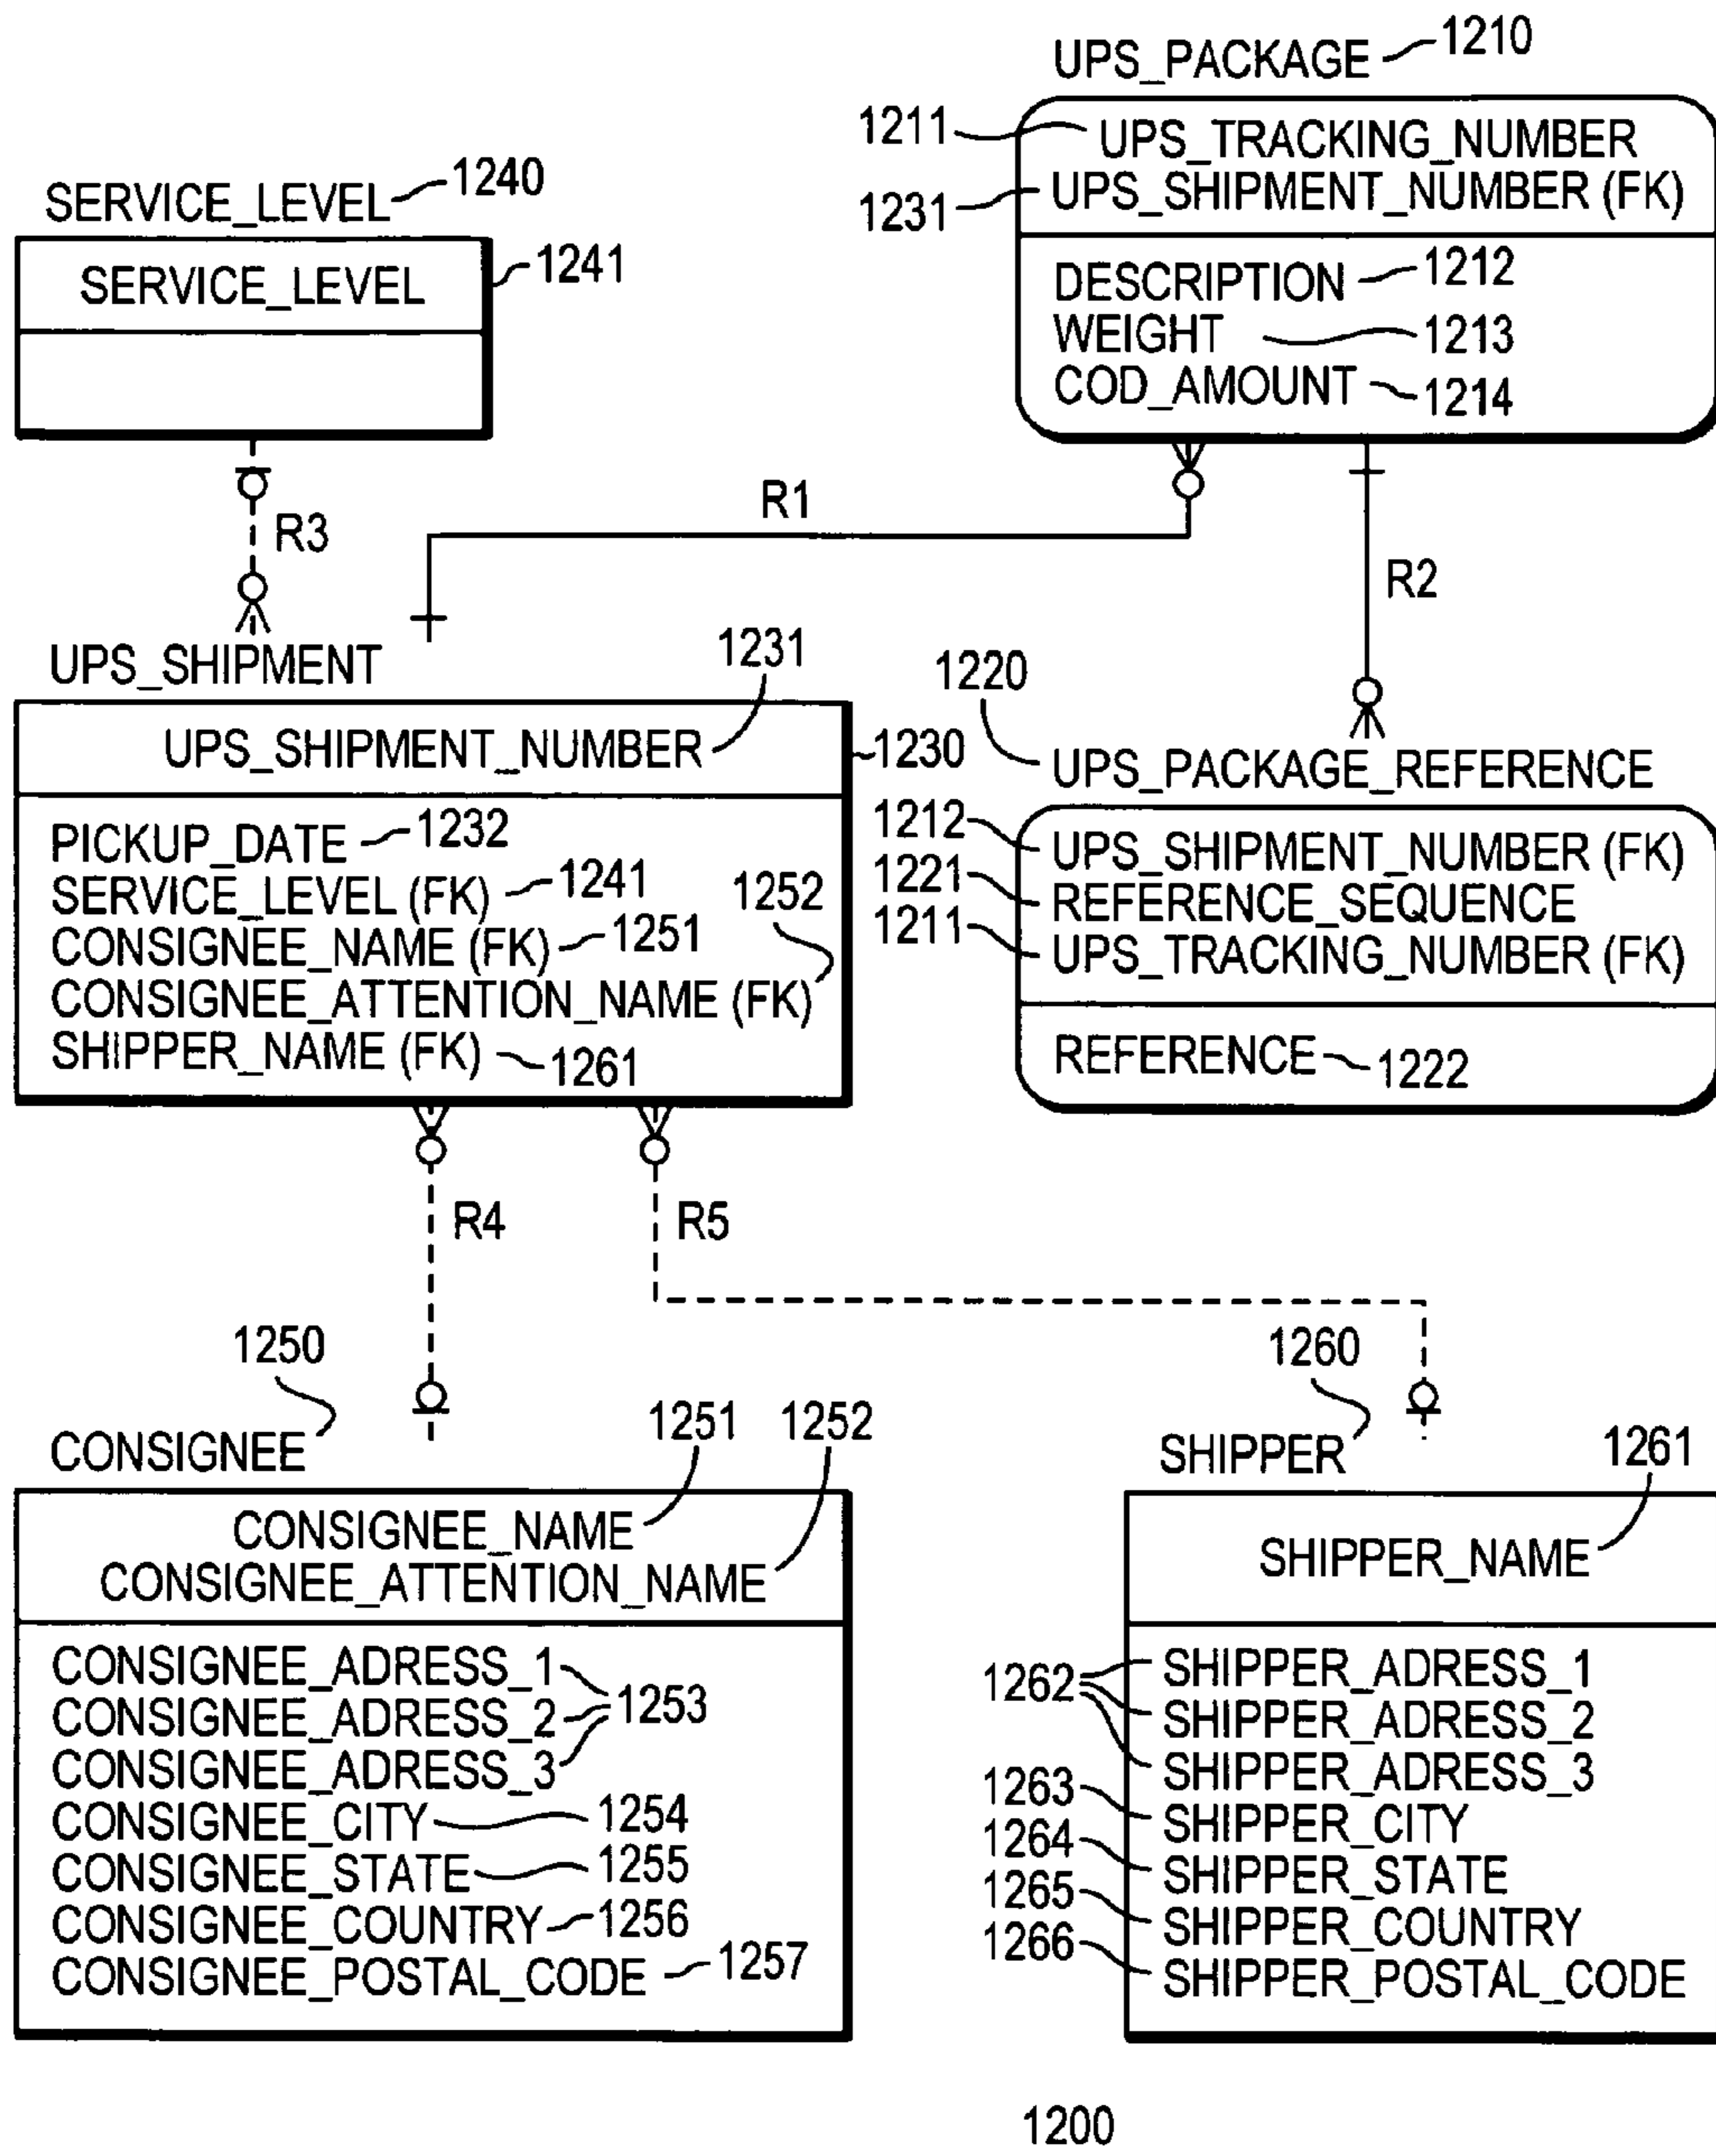 UPS_PACKAGE 1210
1211 UPS_TRACKING_NUMBER
1231 UPS_SHIPMENT_NUMBER (FK)
DESCRIPTION 1212
WEIGHT 1213
COD_AMOUNT 1214
SERVICE_LEVEL 1240
SERVICE_LEVEL 1241
R3
R1
R2
UPS_SHIPMENT
UPS_SHIPMENT_NUMBER 1231
1230
PICKUP_DATE 1232
SERVICE_LEVEL (FK) 1241
CONSIGNEE_NAME (FK) 1251
CONSIGNEE_ATTENTION_NAME (FK) 1252
SHIPPER_NAME (FK) 1261
1220
UPS_PACKAGE_REFERENCE
1212 UPS_SHIPMENT_NUMBER (FK)
1221 REFERENCE_SEQUENCE
1211 UPS_TRACKING_NUMBER (FK)
REFERENCE 1222
R4
R5
1250
CONSIGNEE
CONSIGNEE_NAME 1251
CONSIGNEE_ATTENTION_NAME 1252
CONSIGNEE_ADRESS_1
CONSIGNEE_ADRESS_2 1253
CONSIGNEE_ADRESS_3
CONSIGNEE_CITY 1254
CONSIGNEE_STATE 1255
CONSIGNEE_COUNTRY 1256
CONSIGNEE_POSTAL_CODE 1257
1260
SHIPPER
SHIPPER_NAME 1261
SHIPPER_ADRESS_1
1262 SHIPPER_ADRESS_2
SHIPPER_ADRESS_3
1263 SHIPPER_CITY
1264 SHIPPER_STATE
1265 SHIPPER_COUNTRY
1266 SHIPPER_POSTAL_CODE
1200